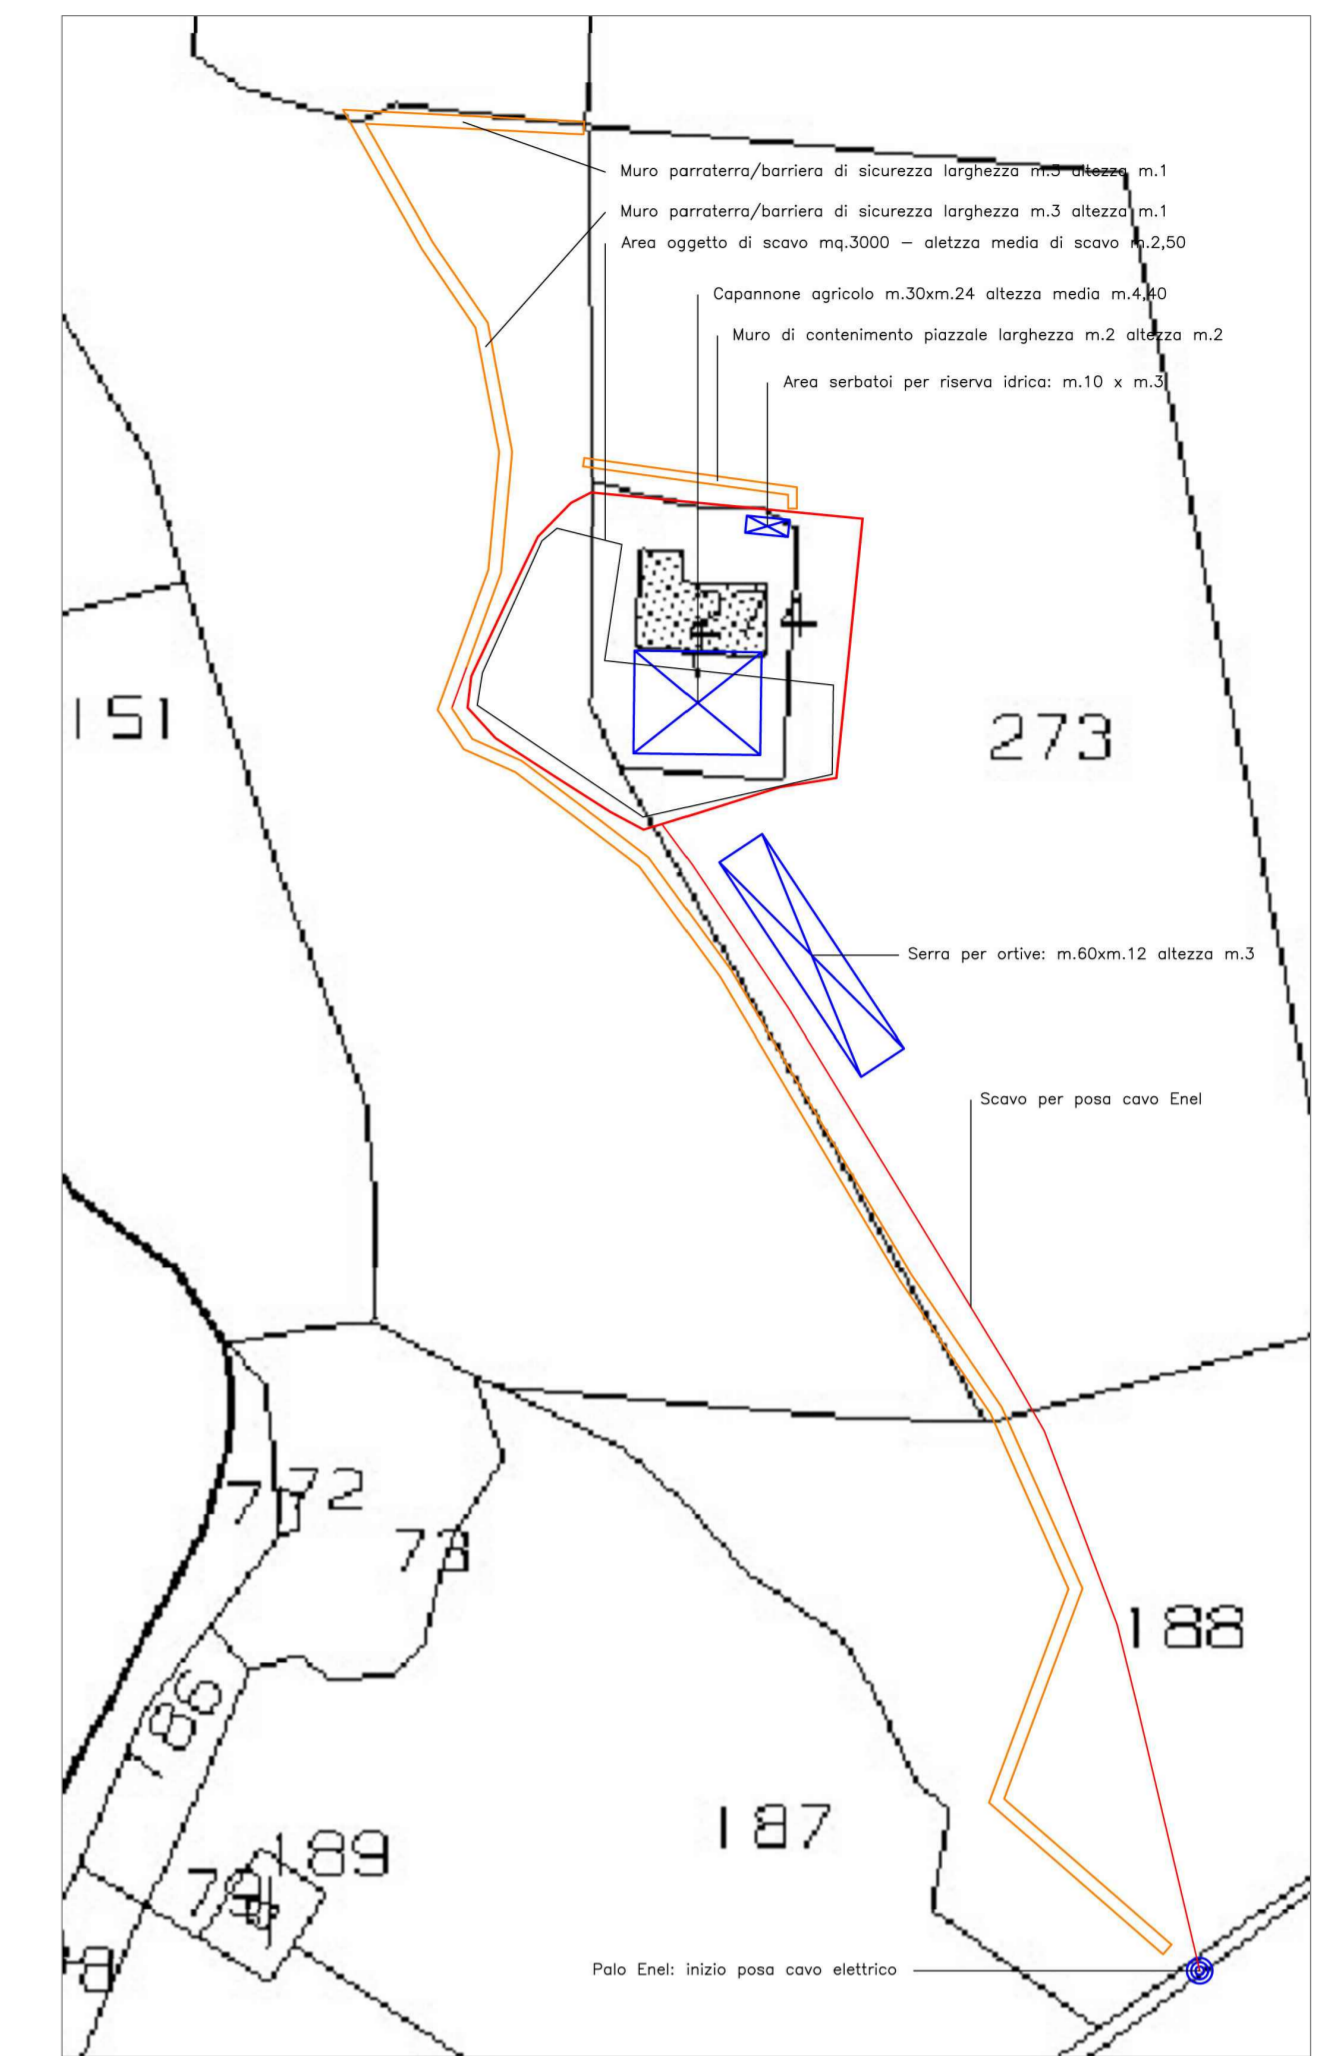 Muro parraterra/barriera di sicurezza larghezza m.3 altezza m.1
Muro parraterra/barriera di sicurezza larghezza m.3 altezza m.1
Area oggetto di scavo mq.3000 – aletzza media di scavo m.2,50
Capannone agricolo m.30xm.24 altezza media m.4,40
Muro di contenimento piazzale larghezza m.2 altezza m.2
Area serbatoi per riserva idrica: m.10 x m.3
274
151
273
Serra per ortive: m.60xm.12 altezza m.3
Scavo per posa cavo Enel
72
73
188
186
187
189
Palo Enel: inizio posa cavo elettrico